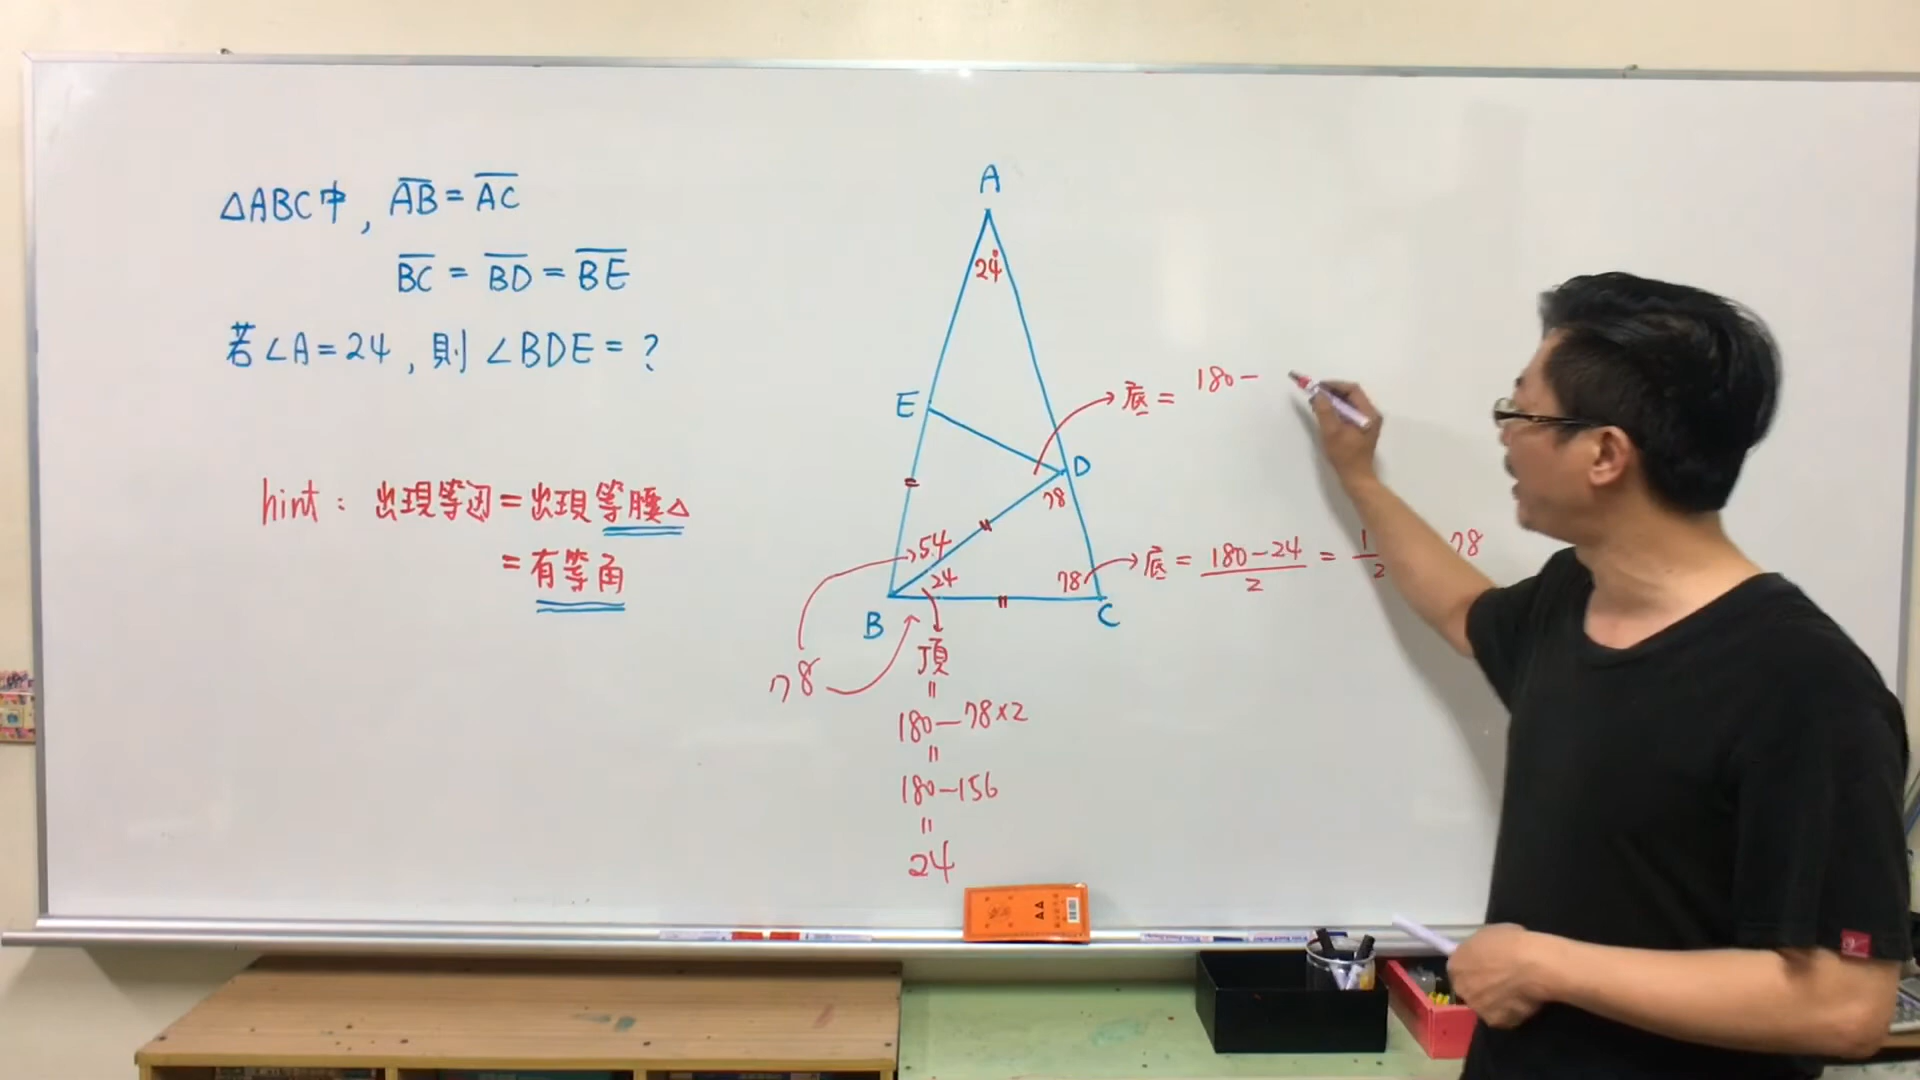 △ABC中, AB=AC
BC = BD = BE
若∠A=24, 則∠BDE=?
hint: 出現等边=出現等腰△
=有等角
A
24°
E
D
78
54
24
78
B
C
底= 180-
底= 180-24 / 2 = 1 / 2 78
78
頂
=
180-78×2
=
180-156
=
24